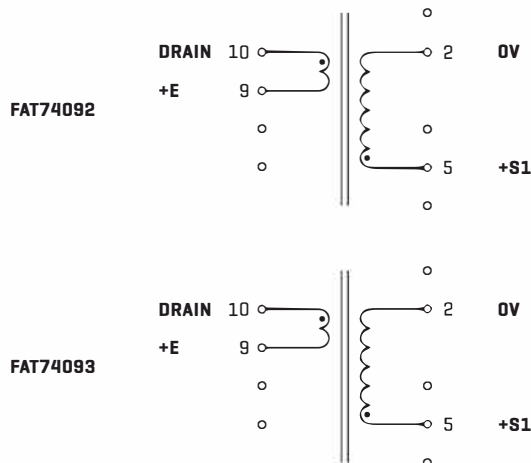 DRAIN 10 2 0V
+E 9
FAT74092
5 +S1
DRAIN 10 2 0V
+E 9
FAT74093
5 +S1